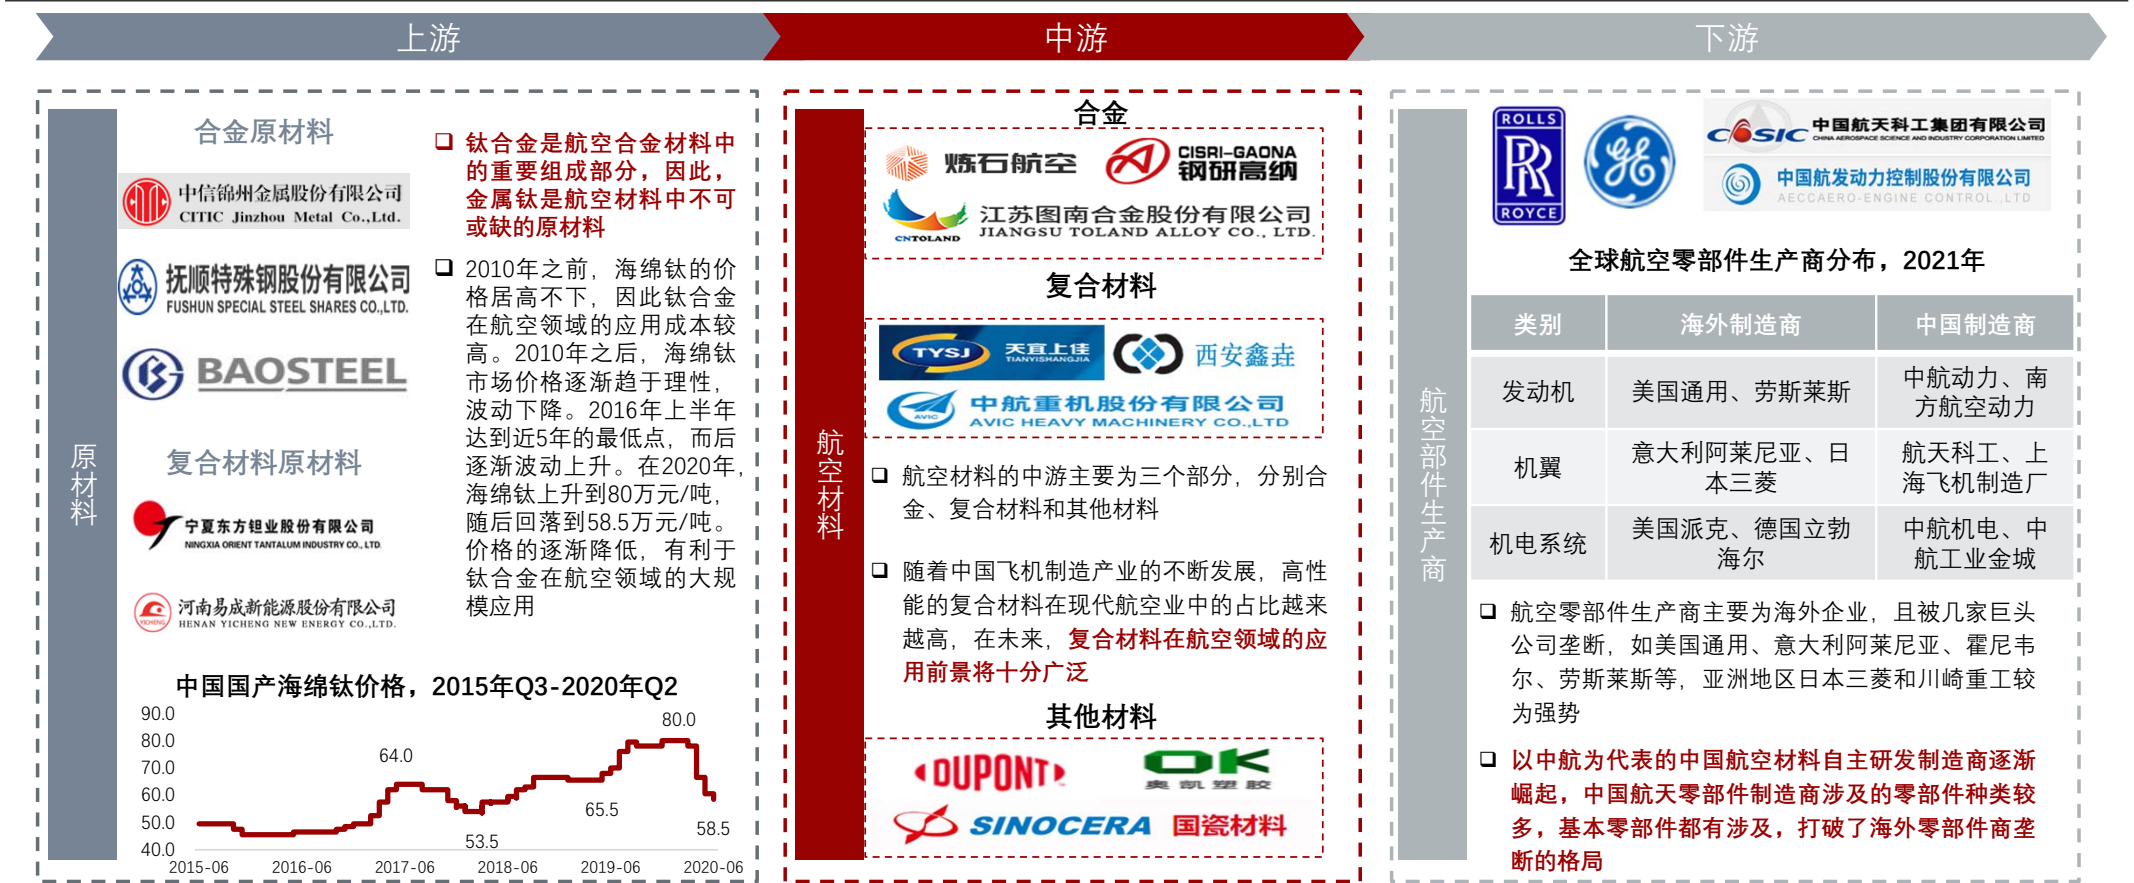 上游
中游
下游
原材料
合金原材料
中信锦州金属股份有限公司
CITIC Jinzhou Metal Co.,Ltd.
抚顺特殊钢股份有限公司
FUSHUN SPECIAL STEEL SHARES CO.,LTD.
BAOSTEEL
复合材料原材料
宁夏东方钽业股份有限公司
NINGXIA ORIENT TANTALUM INDUSTRY CO., LTD
YICHENG
河南易成新能源股份有限公司
HENAN YICHENG NEW ENERGY CO.,LTD.
钛合金是航空合金材料中
的重要组成部分，因此，
金属钛是航空材料中不可
或缺的原材料
2010年之前，海绵钛的价
格居高不下，因此钛合金
在航空领域的应用成本较
高。2010年之后，海绵钛
市场价格逐渐趋于理性，
波动下降。2016年上半年
达到近5年的最低点，而后
逐渐波动上升。在2020年，
海绵钛上升到80万元/吨，
随后回落到58.5万元/吨。
价格的逐渐降低，有利于
钛合金在航空领域的大规
模应用
中国国产海绵钛价格，2015年Q3-2020年Q2
90.0
80.0
70.0
60.0
50.0
40.0
64.0
53.5
65.5
80.0
58.5
2015-06
2016-06
2017-06
2018-06
2019-06
2020-06
航空材料
合金
炼石航空
CISRI-GAONA
钢研高纳
CNTOLAND
江苏图南合金股份有限公司
JIANGSU TOLAND ALLOY CO., LTD.
复合材料
TYSJ
天宜上佳
TIANYISHANGJIA
西安鑫垚
AVIC
中航重机股份有限公司
AVIC HEAVY MACHINERY CO.,LTD
航空材料的中游主要为三个部分，分别合
金、复合材料和其他材料
随着中国飞机制造产业的不断发展，高性
能的复合材料在现代航空业中的占比越来
越高，在未来，复合材料在航空领域的应
用前景将十分广泛
其他材料
DUPONT
OK
奥凯塑胶
SINOCERA 国瓷材料
航空部件生产商
ROLLS
RR
ROYCE
GE
CASIC
中国航天科工集团有限公司
CHINA AEROSPACE SCIENCE AND INDUSTRY CORPORATION LIMITED
中国航发动力控制股份有限公司
AECCAERO-ENGINE CONTROL.,LTD
全球航空零部件生产商分布，2021年
类别 海外制造商 中国制造商
发动机 美国通用、劳斯莱斯 中航动力、南
方航空动力
机翼 意大利阿莱尼亚、日
本三菱 航天科工、上
海飞机制造厂
机电系统 美国派克、德国立勃
海尔 中航机电、中
航工业金城
航空零部件生产商主要为海外企业，且被几家巨头
公司垄断，如美国通用、意大利阿莱尼亚、霍尼韦
尔、劳斯莱斯等，亚洲地区日本三菱和川崎重工较
为强势
以中航为代表的中国航空材料自主研发制造商逐渐
崛起，中国航天零部件制造商涉及的零部件种类较
多，基本零部件都有涉及，打破了海外零部件商垄
断的格局